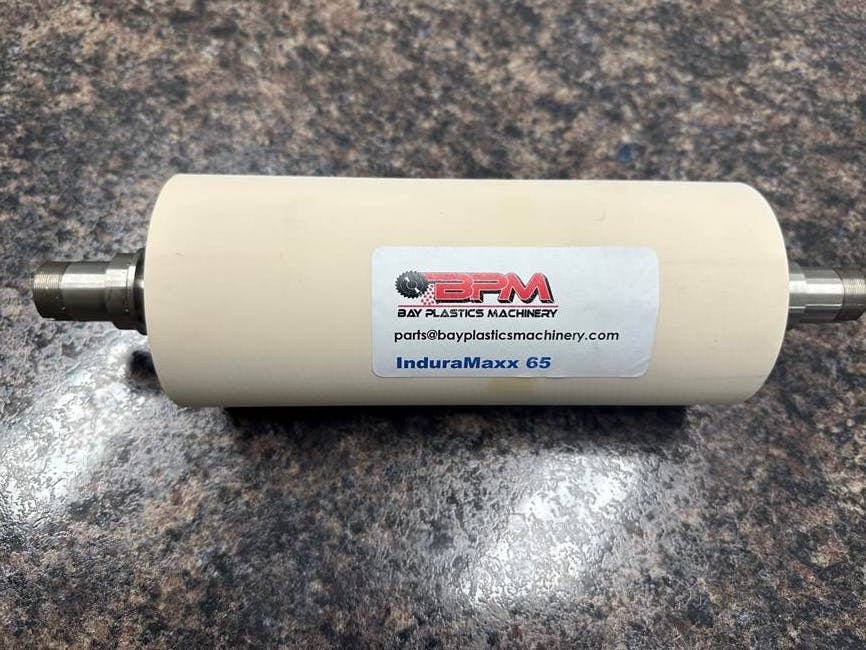 BPM
BAY PLASTICS MACHINERY
parts@bayplasticsmachinery.com
InduraMaxx 65